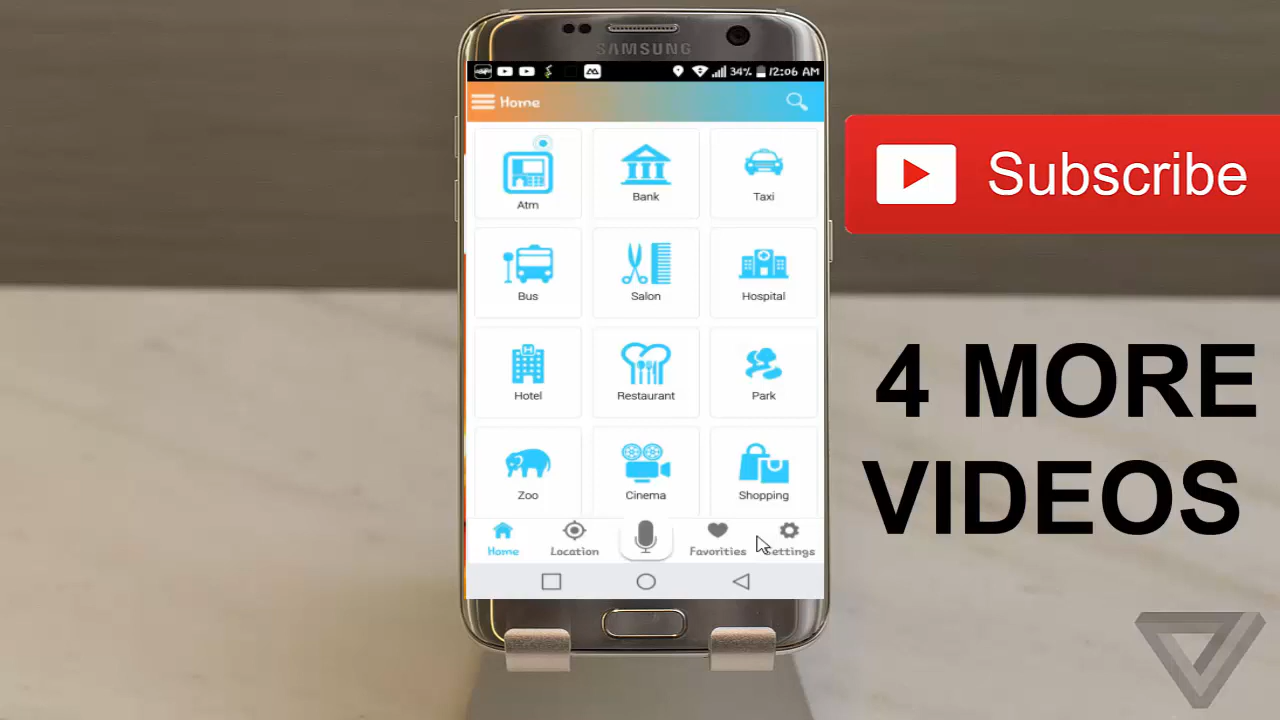 SAMSUNG
34% 12:06 AM
Home
Atm
Bank
Taxi
Bus
Salon
Hospital
Hotel
Restaurant
Park
Zoo
Cinema
Shopping
Home
Location
Favorities
Settings
Subscribe
4 MORE
VIDEOS